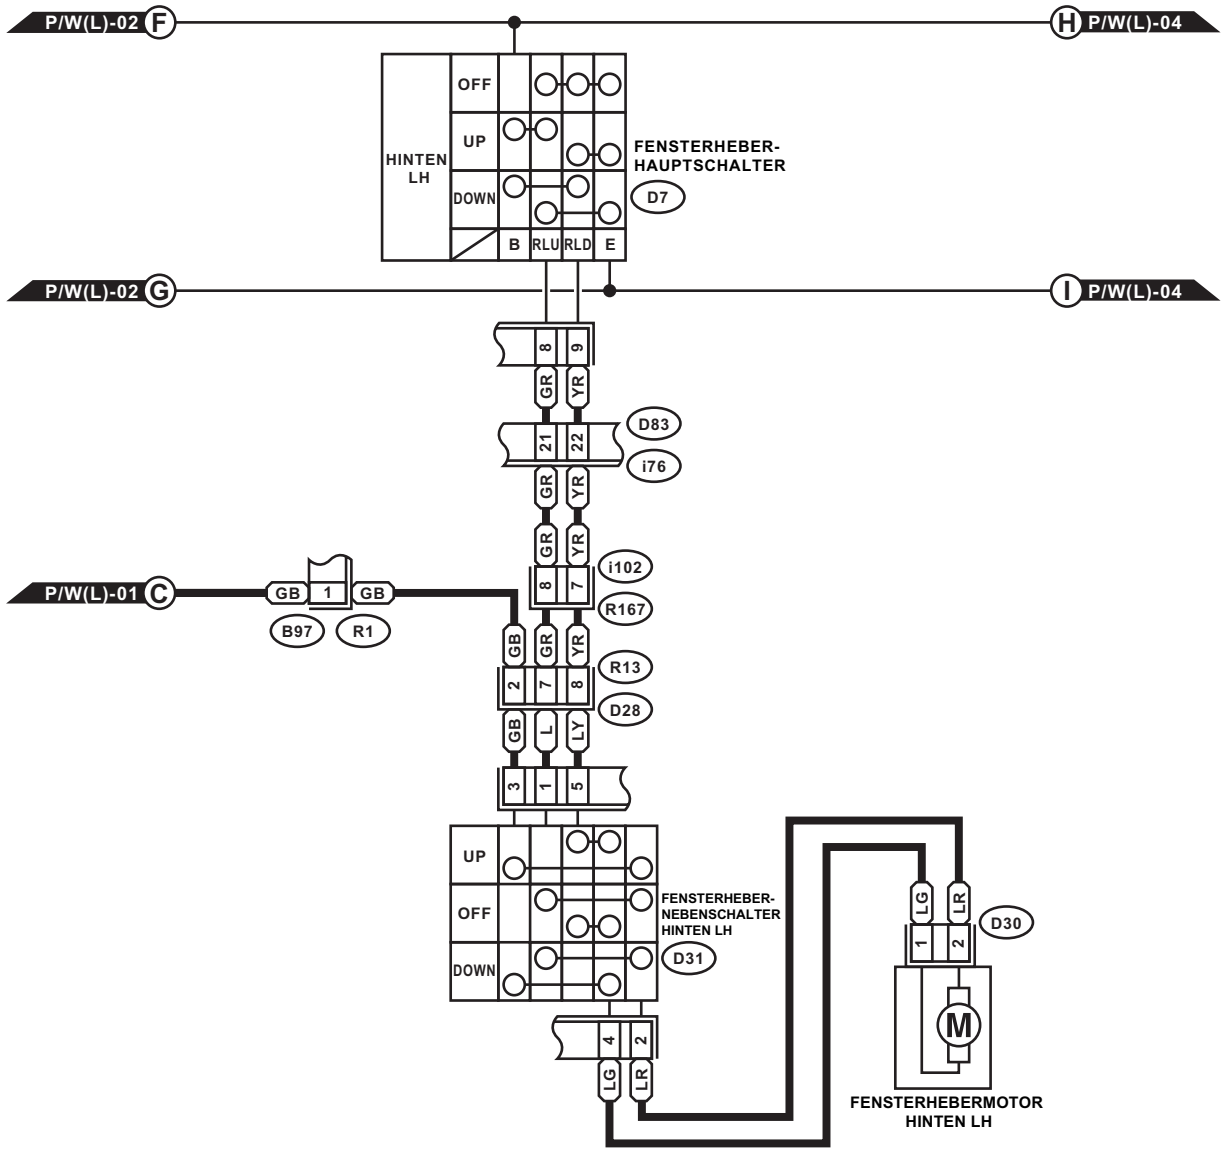 P/W(L)-02 F
H P/W(L)-04
HINTEN
LH
OFF
UP
DOWN
B RLU RLD E
FENSTERHEBER-
HAUPTSCHALTER
D7
P/W(L)-02 G
I P/W(L)-04
8 9
GR YR
21 22
D83
i76
GR YR
GR YR
i102
8 7
R167
P/W(L)-01 C
GB 1 GB
B97 R1
GB GR YR
R13
2 7 8
D28
GB L LY
3 1 5
UP
OFF
DOWN
FENSTERHEBER-
NEBENSCHALTER
HINTEN LH
D31
4 2
LG LR
LG LR
D30
1 2
M
FENSTERHEBERMOTOR
HINTEN LH